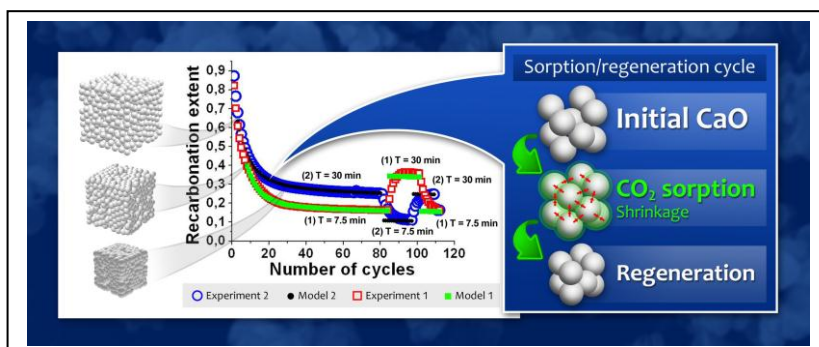 Recarbonation extent
0,9
0,8
0,7
0,6
0,5
0,4
0,3
0,2
0,1
0,0
(2) T = 30 min
(1) T = 7.5 min
(1) T = 30 min
(2) T = 30 min
(2) T = 7.5 min
(1) T = 7.5 min
0 20 40 60 80 100 120
Number of cycles
Experiment 2 Model 2 Experiment 1 Model 1
Sorption/regeneration cycle
Initial CaO
CO₂ sorption
Shrinkage
Regeneration